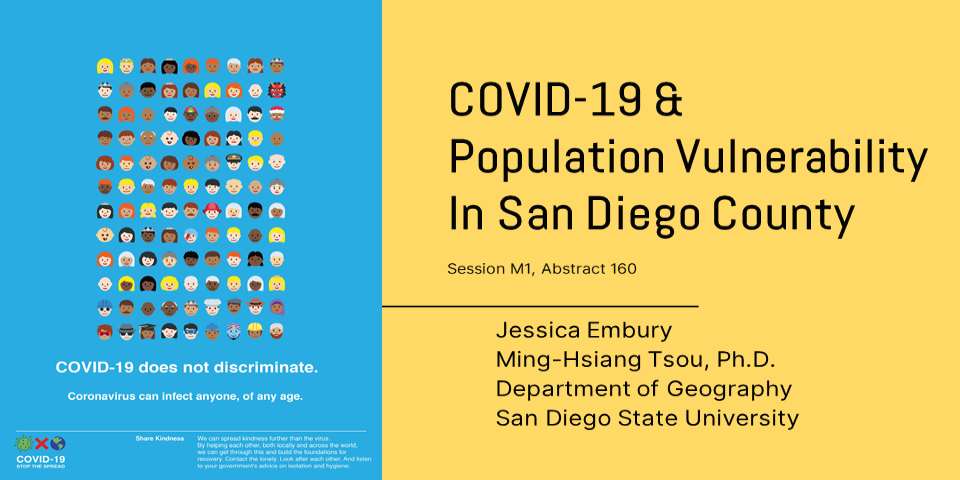 COVID-19 does not discriminate.
Coronavirus can infect anyone, of any age.
COVID-19
STOP THE SPREAD
Share Kindness
We can spread kindness further than the virus.
By helping each other, both locally and across the world,
we can get through this and build the foundations for
recovery. Contact the lonely. Look after each other. And listen
to your government's advice on isolation and hygiene.
COVID-19 &
Population Vulnerability
In San Diego County
Session M1, Abstract 160
Jessica Embury
Ming-Hsiang Tsou, Ph.D.
Department of Geography
San Diego State University